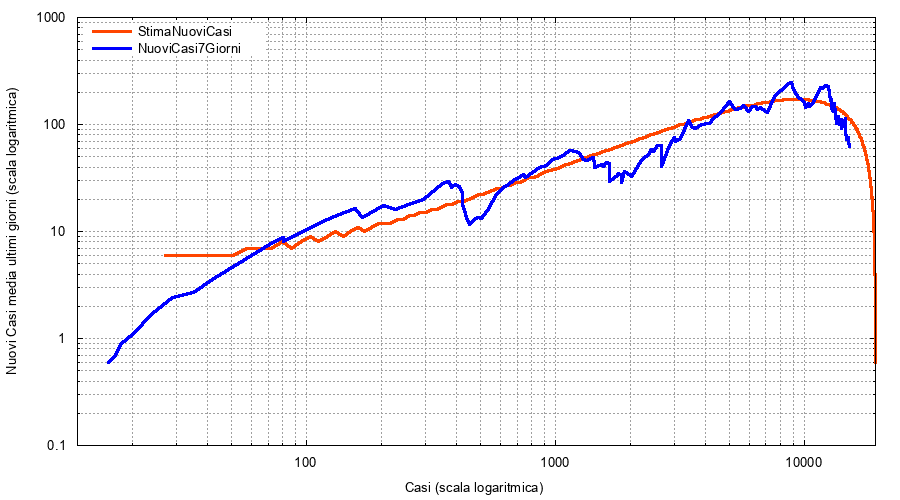 1000
StimaNuoviCasi
NuoviCasi7Giorni
100
10
1
0.1
Nuovi Casi media ultimi giorni (scala logaritmica)
100
1000
10000
Casi (scala logaritmica)